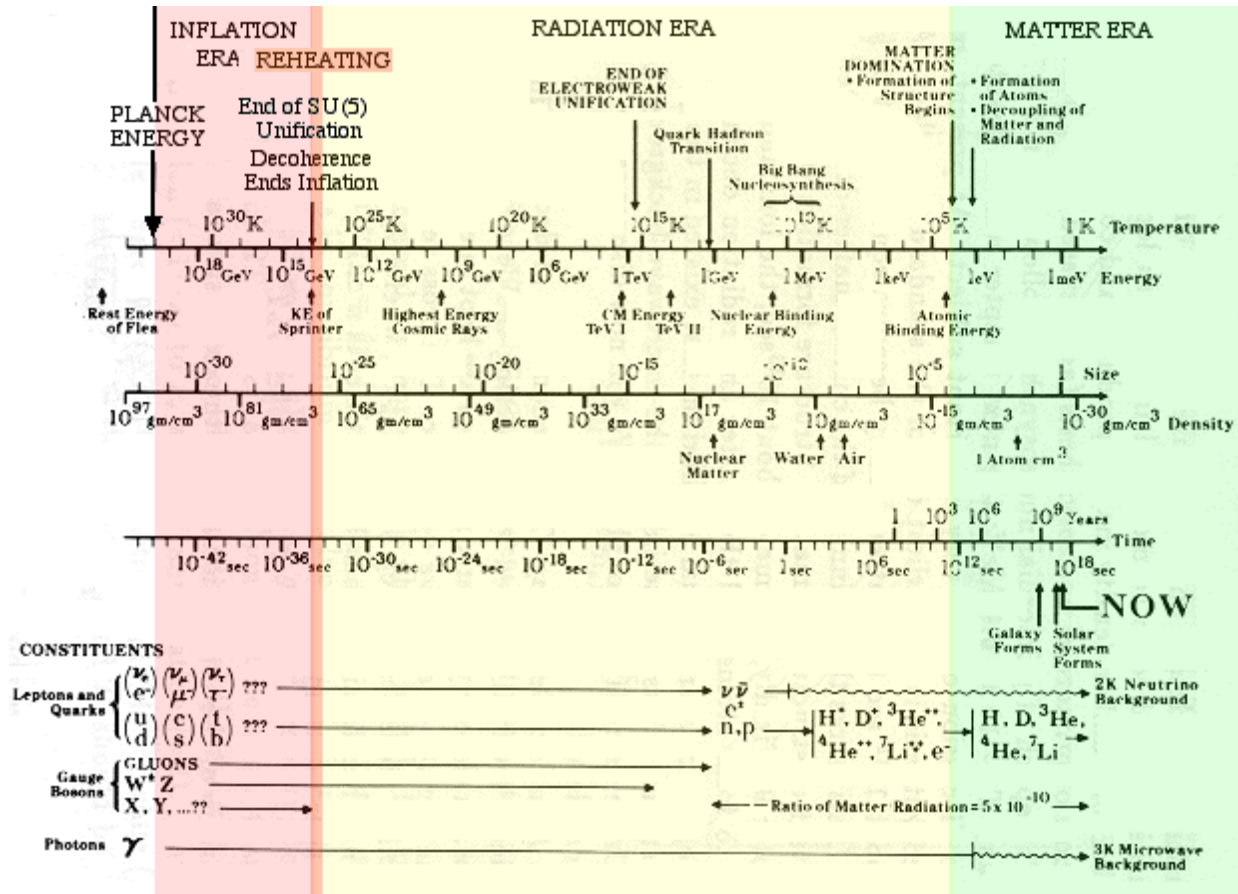 INFLATION ERA
REHEATING
RADIATION ERA
MATTER ERA
PLANCK
ENERGY
End of SU(5)
Unification
Decoherence
Ends Inflation
END OF
ELECTROWEAK
UNIFICATION
Quark Hadron
Transition
Big Bang
Nucleosynthesis
MATTER
DOMINATION
• Formation of
Structure
Begins
• Formation
of Atoms
• Decoupling of
Matter and
Radiation
10³⁰K 10²⁵K 10²⁰K 10¹⁵K 10¹⁰K 10⁵K 1K Temperature
10¹⁸GeV 10¹⁵GeV 10¹²GeV 10⁹GeV 10⁶GeV 1TeV 1GeV 1MeV 1keV 1eV 1meV Energy
Rest Energy
of Flea
KE of
Sprinter
Highest Energy
Cosmic Rays
CM Energy
TeV I TeV II
Nuclear Binding
Energy
Atomic
Binding Energy
10⁻³⁰ 10⁻²⁵ 10⁻²⁰ 10⁻¹⁵ 10⁻¹⁰ 10⁻⁵ 1 Size
10⁹⁷gm/cm³ 10⁸¹gm/cm³ 10⁶⁵gm/cm³ 10⁴⁹gm/cm³ 10³³gm/cm³ 10¹⁷gm/cm³ 10gm/cm³ 10⁻¹⁵gm/cm³ 10⁻³⁰gm/cm³ Density
Nuclear
Matter
Water Air
1 Atom cm³
1 10³ 10⁶ 10⁹ Years
Time
10⁻⁴²sec 10⁻³⁶sec 10⁻³⁰sec 10⁻²⁴sec 10⁻¹⁸sec 10⁻¹²sec 10⁻⁶sec 1sec 10⁶sec 10¹²sec 10¹⁸sec
NOW
Galaxy
Forms
Solar
System
Forms
CONSTITUENTS
Leptons and
Quarks
(νe e⁻) (νμ μ⁻) (ντ τ⁻) ???
(u d) (c s) (t b) ???
ν ν̄
e±
n,p
H⁺, D⁺, ³He⁺⁺,
⁴He⁺⁺, ⁷Li⁺⁺⁺, e⁻
H, D, ³He,
⁴He, ⁷Li
2K Neutrino
Background
Gauge
Bosons
GLUONS
W± Z
X, Y, ...??
Ratio of Matter Radiation = 5 x 10⁻¹⁰
Photons γ
3K Microwave
Background